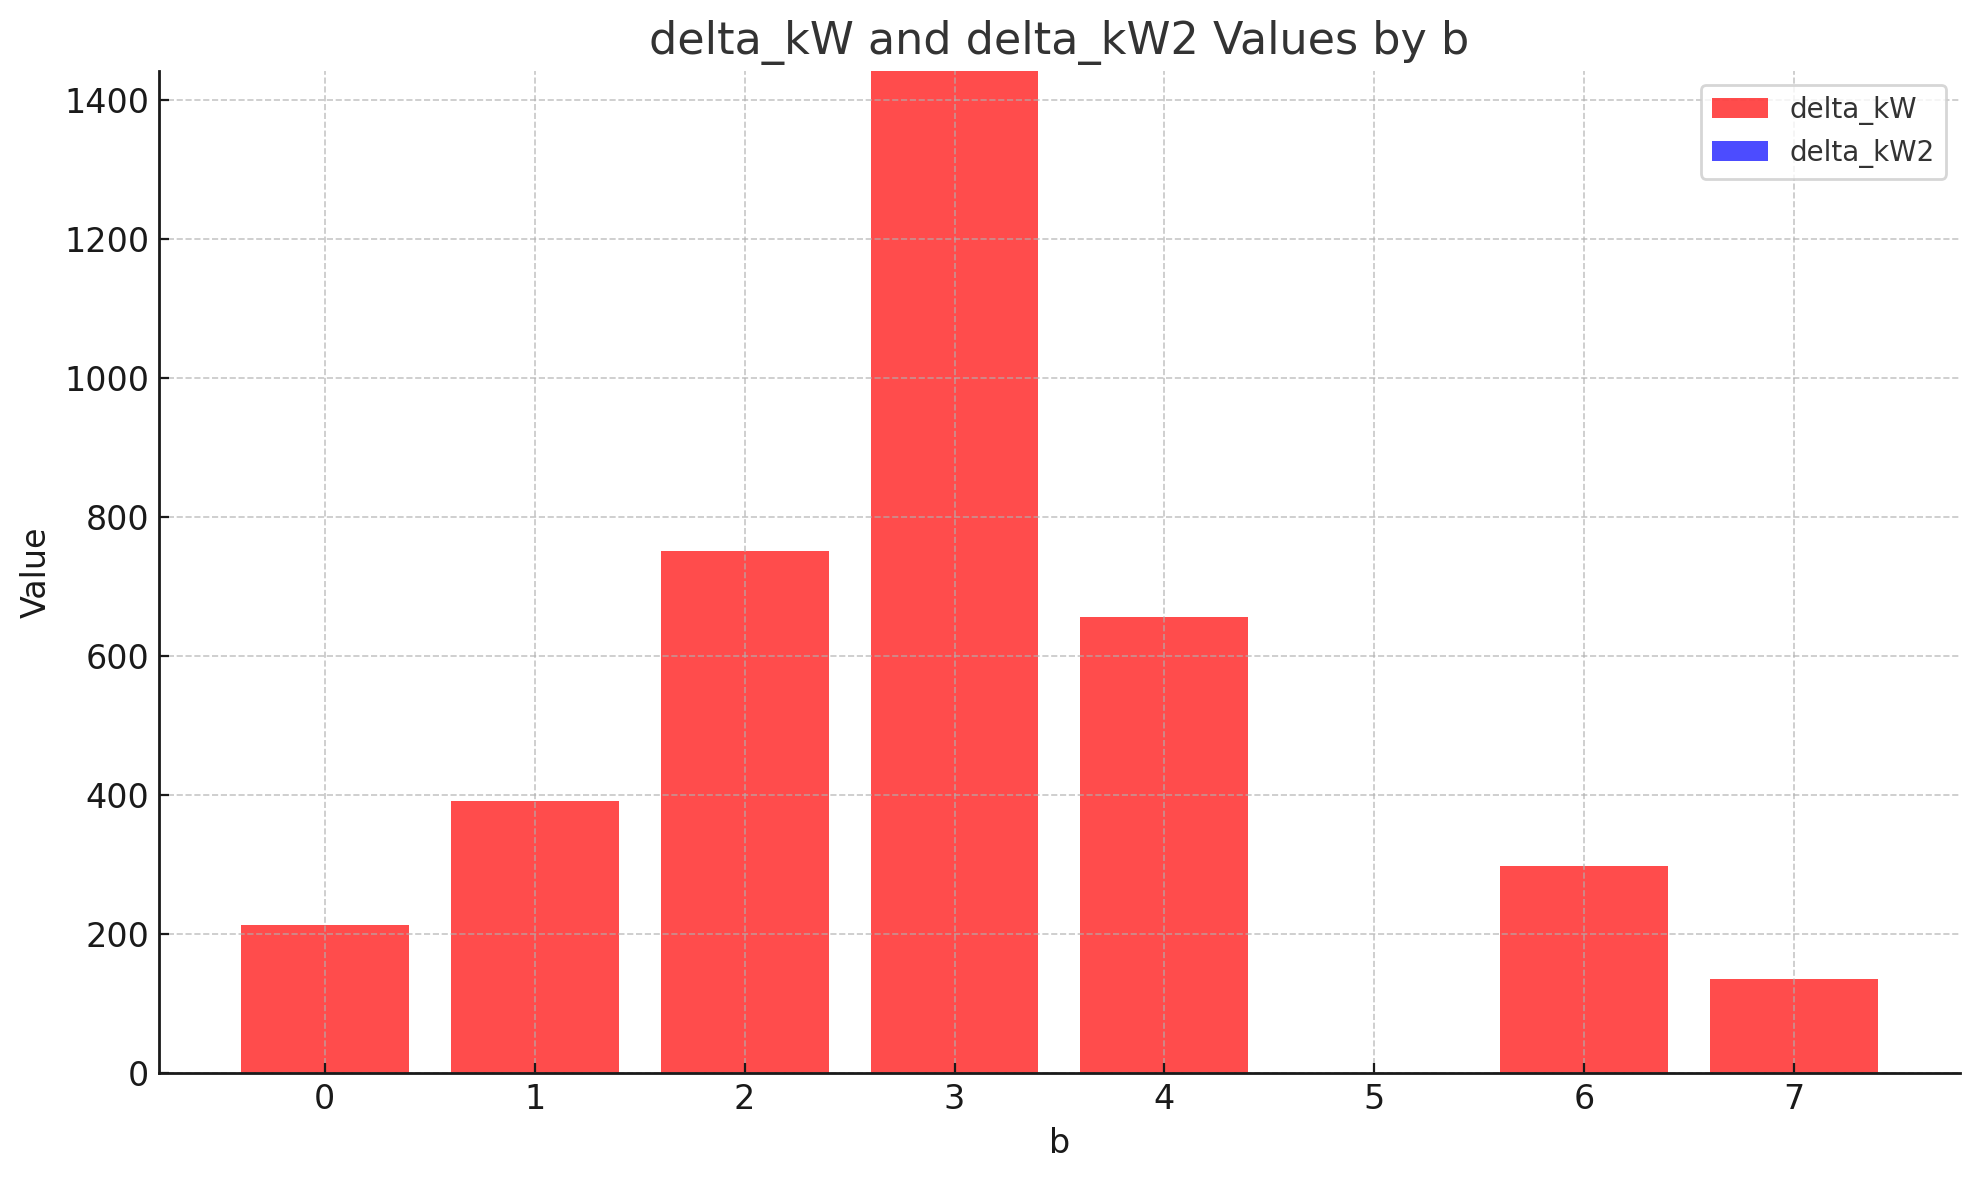 delta_kW and delta_kW2 Values by b
1400
1200
1000
800
600
400
200
0
Value
delta_kW
delta_kW2
0 1 2 3 4 5 6 7
b